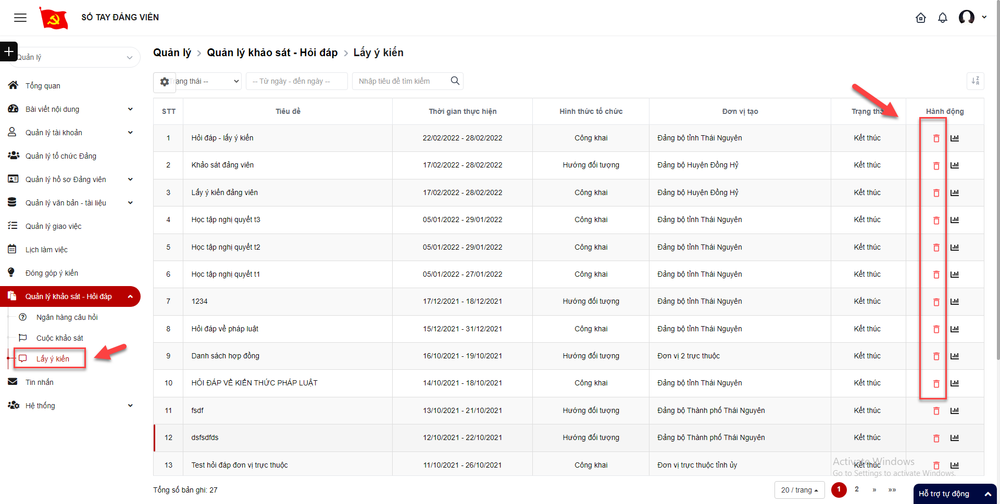 SỔ TAY ĐẢNG VIÊN
Quản lý
Tổng quan
Bài viết nội dung
Quản lý tài khoản
Quản lý tổ chức Đảng
Quản lý hồ sơ Đảng viên
Quản lý văn bản - tài liệu
Quản lý giao việc
Lịch làm việc
Đóng góp ý kiến
Quản lý khảo sát - Hỏi đáp
Ngân hàng câu hỏi
Cuộc khảo sát
Lấy ý kiến
Tin nhắn
Hệ thống
Quản lý > Quản lý khảo sát - Hỏi đáp > Lấy ý kiến
thái -- -- Từ ngày - đến ngày -- Nhập tiêu đề tìm kiếm
STT Tiêu đề Thời gian thực hiện Hình thức tổ chức Đơn vị tạo Trạng Hành động
1 Hỏi đáp - lấy ý kiến 22/02/2022 - 28/02/2022 Công khai Đảng bộ tỉnh Thái Nguyên Kết thúc
2 Khảo sát đảng viên 17/02/2022 - 28/02/2022 Hướng đối tượng Đảng bộ Huyện Đồng Hỷ Kết thúc
3 Lấy ý kiến đảng viên 17/02/2022 - 28/02/2022 Công khai Đảng bộ Huyện Đồng Hỷ Kết thúc
4 Học tập nghị quyết t3 05/01/2022 - 29/01/2022 Công khai Đảng bộ tỉnh Thái Nguyên Kết thúc
5 Học tập nghị quyết t2 05/01/2022 - 29/01/2022 Công khai Đảng bộ tỉnh Thái Nguyên Kết thúc
6 Học tập nghị quyết t1 05/01/2022 - 27/01/2022 Công khai Đảng bộ tỉnh Thái Nguyên Kết thúc
7 1234 17/12/2021 - 18/12/2021 Hướng đối tượng Đảng bộ tỉnh Thái Nguyên Kết thúc
8 Hỏi đáp về pháp luật 15/12/2021 - 31/12/2021 Công khai Đảng bộ tỉnh Thái Nguyên Kết thúc
9 Danh sách hợp đồng 16/10/2021 - 19/10/2021 Hướng đối tượng Đơn vị 2 trực thuộc Kết thúc
10 HỎI ĐÁP VỀ KIẾN THỨC PHÁP LUẬT 14/10/2021 - 18/10/2021 Công khai Đảng bộ tỉnh Thái Nguyên Kết thúc
11 fsdf 13/10/2021 - 21/10/2021 Hướng đối tượng Đảng bộ Thành phố Thái Nguyên Kết thúc
12 dsfsdfds 12/10/2021 - 22/10/2021 Hướng đối tượng Đảng bộ Thành phố Thái Nguyên Kết thúc
13 Test hỏi đáp đơn vị trực thuộc 11/10/2021 - 26/10/2021 Công khai Đơn vị trực thuộc tỉnh ủy Kết thúc
Activate Windows
Go to Settings to activate Windows.
Tổng số bản ghi: 27 20 / trang 1 2 » »»
Hỗ trợ tự động